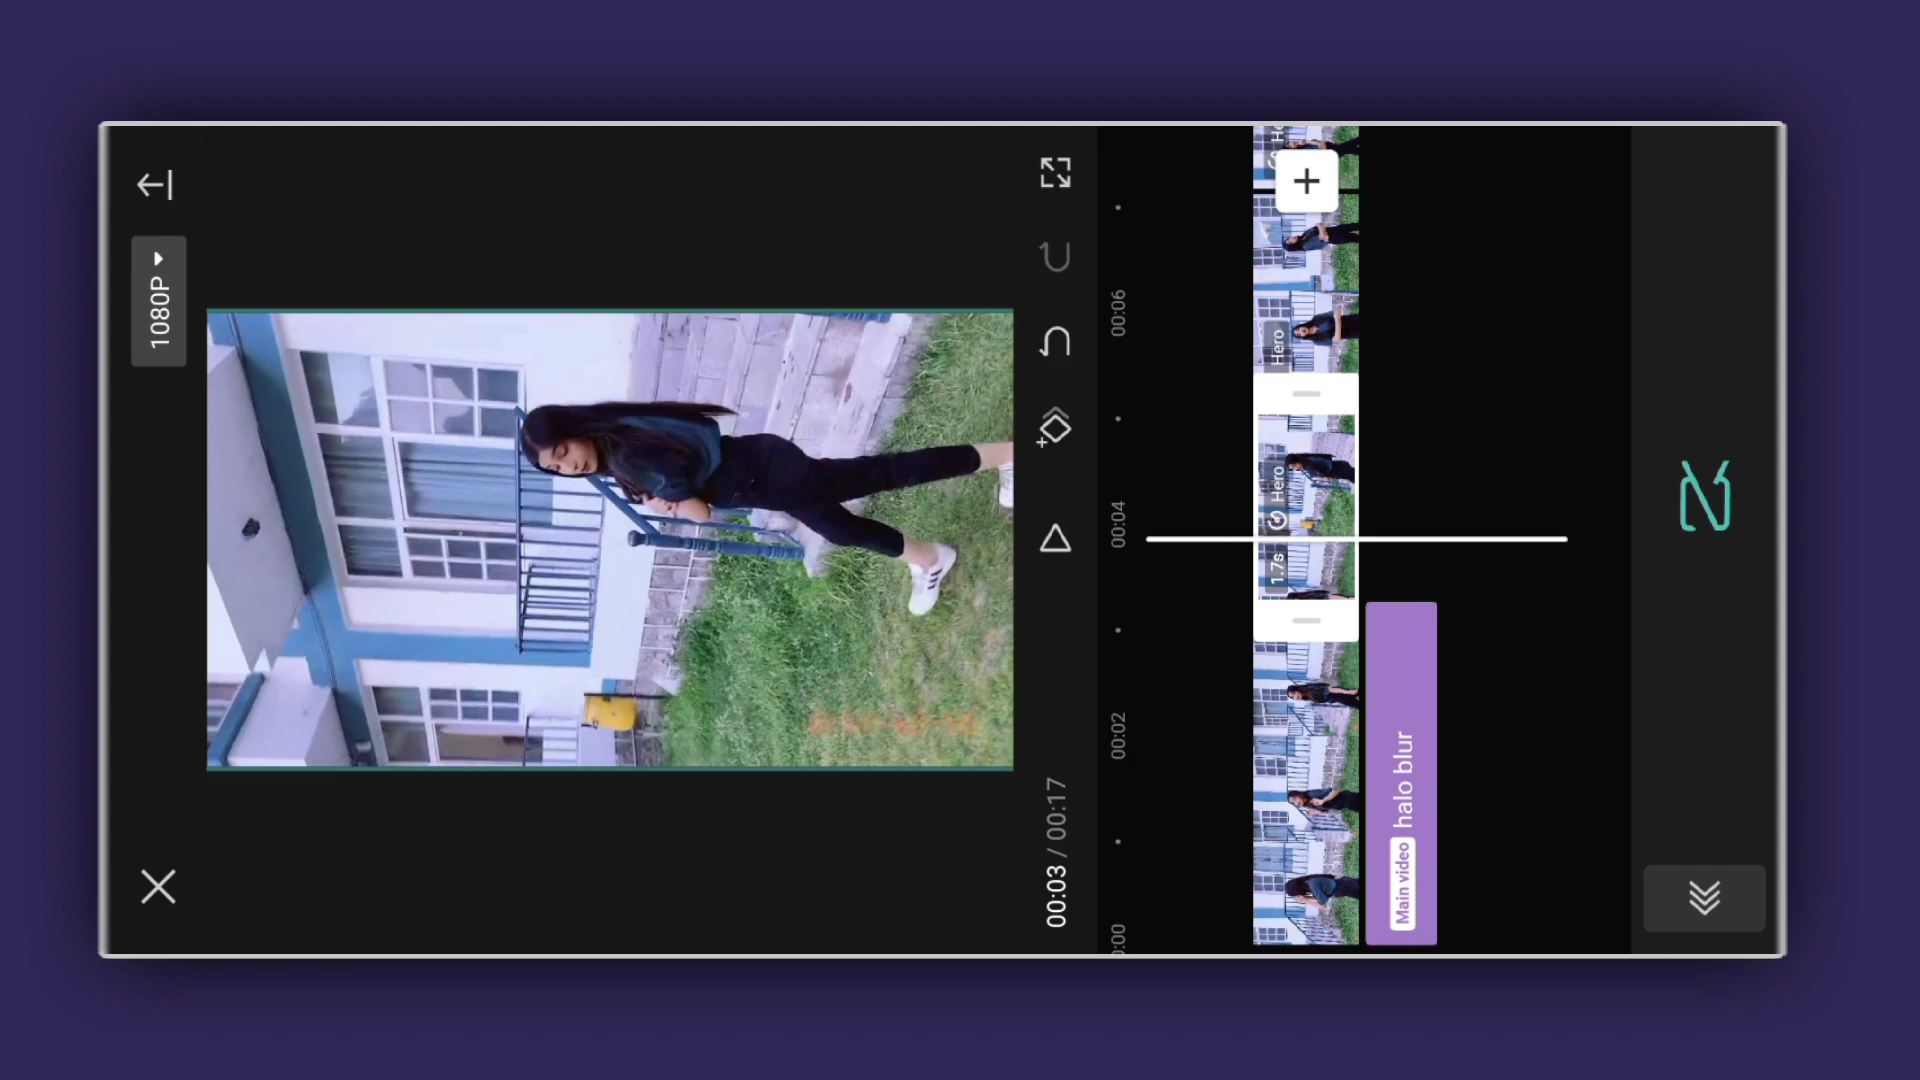 1080P
00:03 / 00:17
00:02
00:04
00:06
1.7s Hero
Hero
He
Main video halo blur